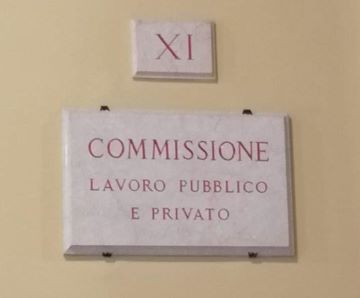 XI
COMMISSIONE
LAVORO PUBBLICO
E PRIVATO